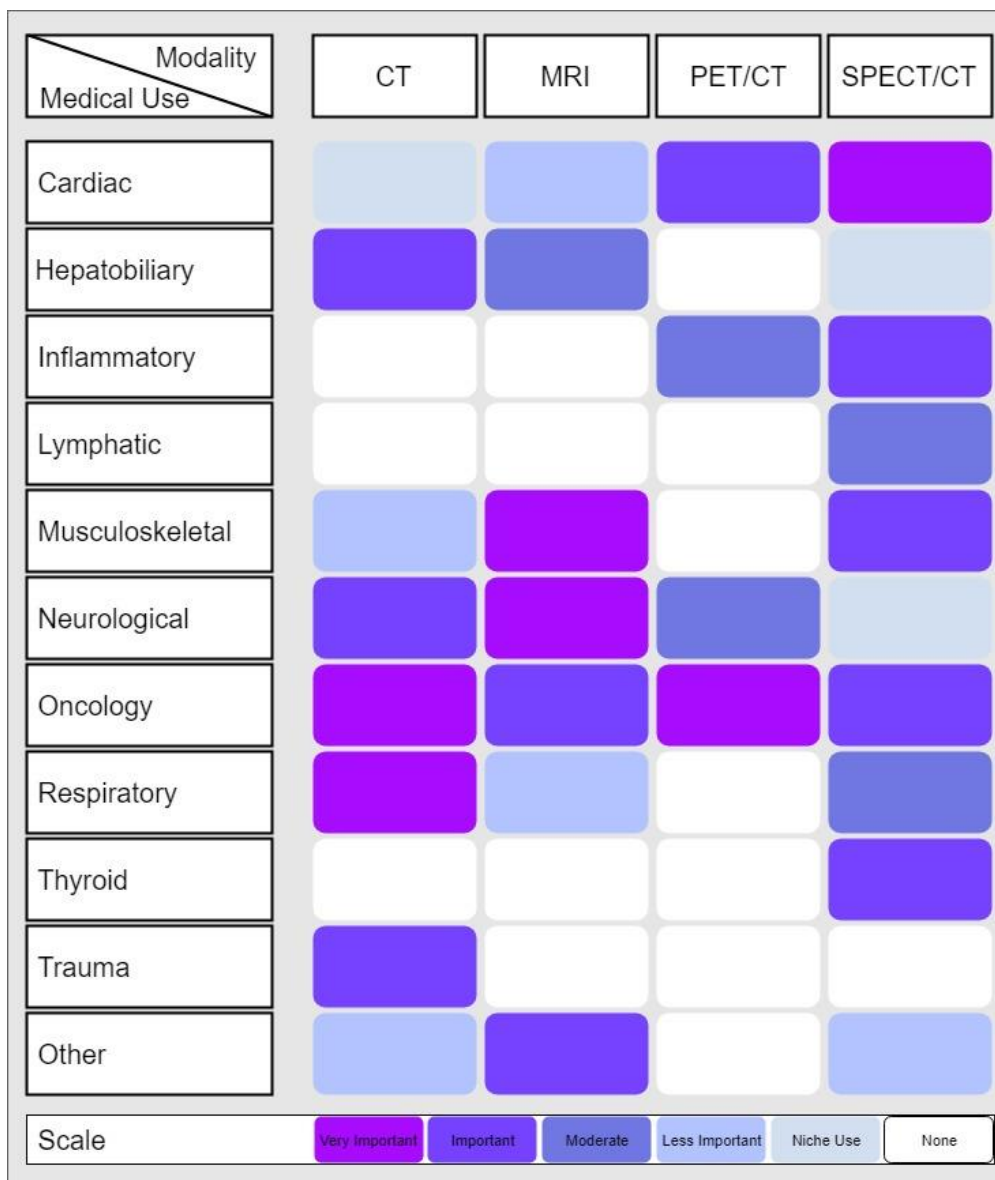 Modality
Medical Use
CT
MRI
PET/CT
SPECT/CT
Cardiac
Hepatobiliary
Inflammatory
Lymphatic
Musculoskeletal
Neurological
Oncology
Respiratory
Thyroid
Trauma
Other
Scale
Very Important
Important
Moderate
Less Important
Niche Use
None